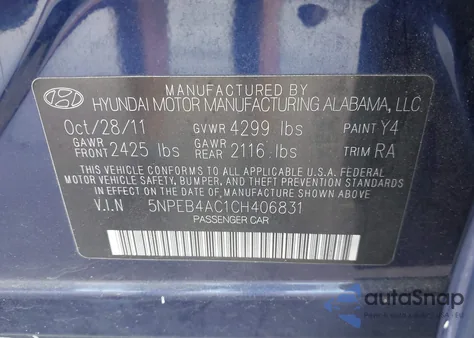 MANUFACTURED BY
HYUNDAI MOTOR MANUFACTURING ALABAMA, LLC.
Oct/28/11 GVWR 4299 lbs PAINT Y4
GAWR FRONT 2425 lbs GAWR REAR 2116 lbs TRIM RA
THIS VEHICLE CONFORMS TO ALL APPLICABLE U.S.A. FEDERAL
MOTOR VEHICLE SAFETY, BUMPER, AND THEFT PREVENTION STANDARDS
IN EFFECT ON THE DATE OF MANUFACTURE SHOWN ABOVE.
V.I.N 5NPEB4AC1CH406831
PASSENGER CAR
autoSnap